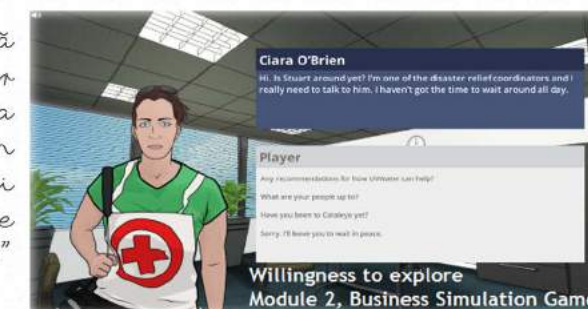 ã
r
a
n
i
e
"
Ciara O'Brien
Hi. Is Stuart around yet? I'm one of the disaster relief coordinators and I
really need to talk to him. I haven't got the time to wait around all day.
Player
Any recommendations for how UVWater can help?
What are your people up to?
Have you been to Cataleya yet?
Sorry. I'll leave you to wait in peace.
Willingness to explore
Module 2, Business Simulation Game